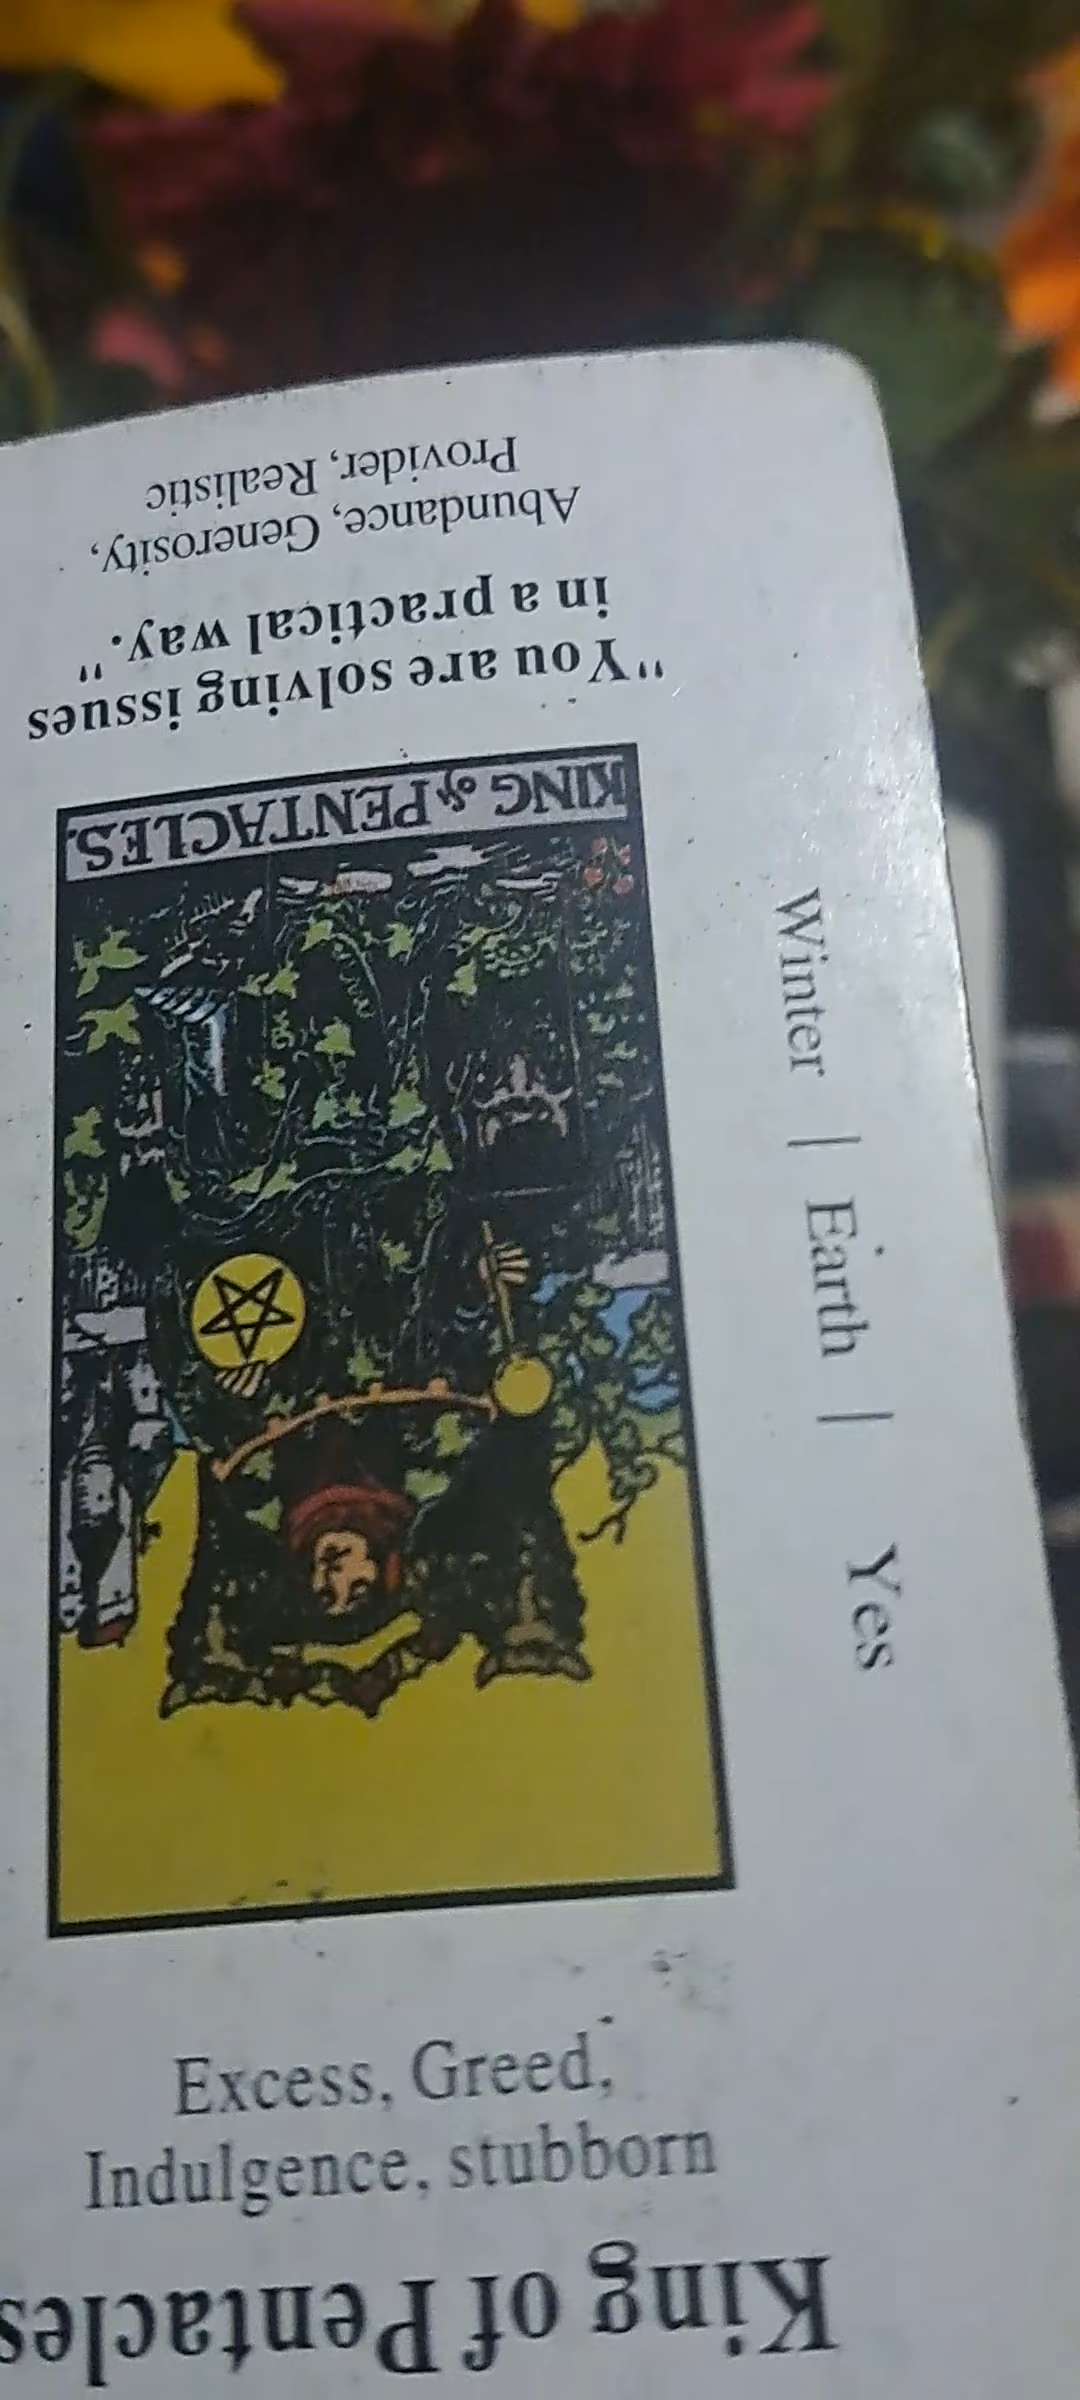 King of Pentacles
KING of PENTACLES.
"You are solving issues
in a practical way."
Abundance, Generosity,
Provider, Realistic
Winter | Earth | Yes
Excess, Greed,
Indulgence, stubborn